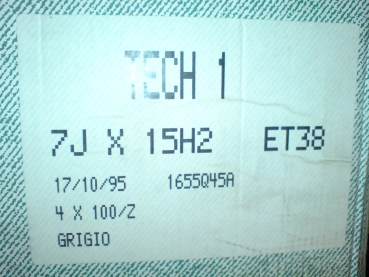 TECH 1
7J X 15H2 ET38
17/10/95 1655Q45A
4 X 100/Z
GRIGIO